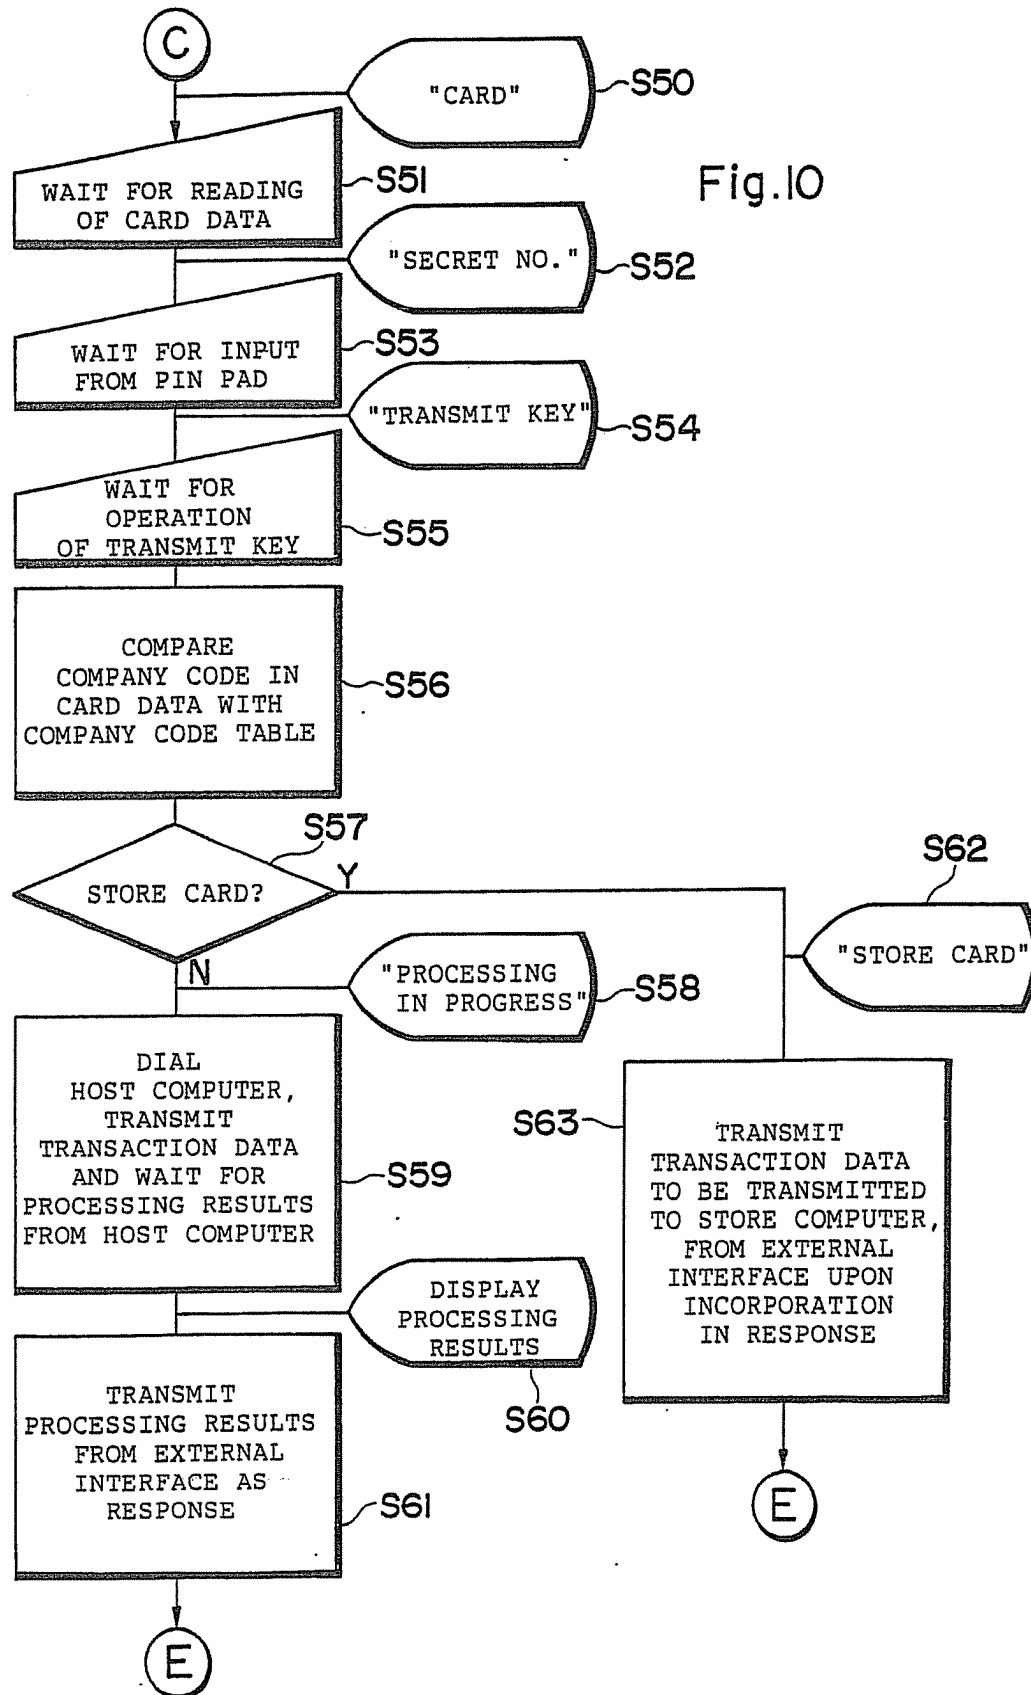 C
"CARD"
S50
Fig.10
WAIT FOR READING
OF CARD DATA
S51
"SECRET NO."
S52
WAIT FOR INPUT
FROM PIN PAD
S53
"TRANSMIT KEY"
S54
WAIT FOR
OPERATION
OF TRANSMIT KEY
S55
COMPARE
COMPANY CODE IN
CARD DATA WITH
COMPANY CODE TABLE
S56
S57
STORE CARD?
Y
N
"PROCESSING
IN PROGRESS"
S58
DIAL
HOST COMPUTER,
TRANSMIT
TRANSACTION DATA
AND WAIT FOR
PROCESSING RESULTS
FROM HOST COMPUTER
S59
DISPLAY
PROCESSING
RESULTS
S60
TRANSMIT
PROCESSING RESULTS
FROM EXTERNAL
INTERFACE AS
RESPONSE
S61
E
S62
"STORE CARD"
S63
TRANSMIT
TRANSACTION DATA
TO BE TRANSMITTED
TO STORE COMPUTER,
FROM EXTERNAL
INTERFACE UPON
INCORPORATION
IN RESPONSE
E